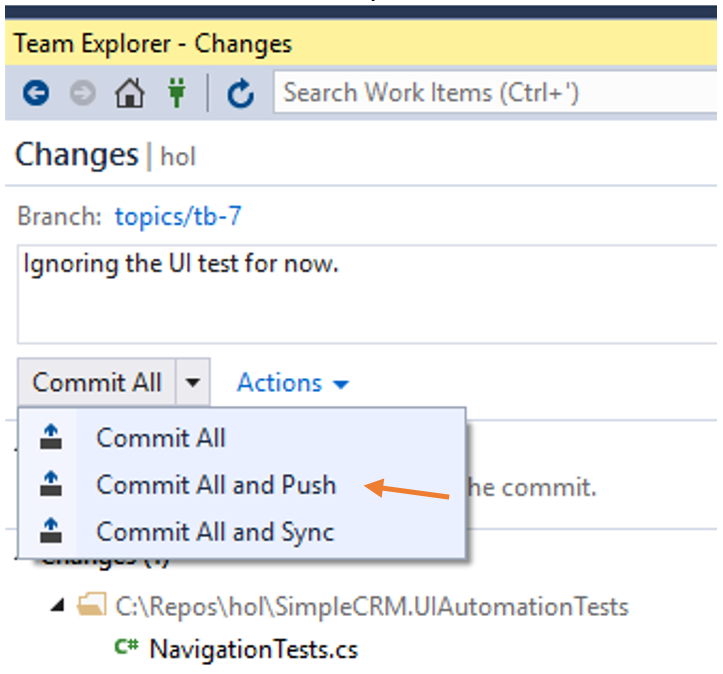 Team Explorer - Changes
Search Work Items (Ctrl+')
Changes | hol
Branch: topics/tb-7
Ignoring the UI test for now.
Commit All
Actions
Commit All
Commit All and Push
he commit.
Commit All and Sync
Changes (1)
C:\Repos\hol\SimpleCRM.UIAutomationTests
C# NavigationTests.cs